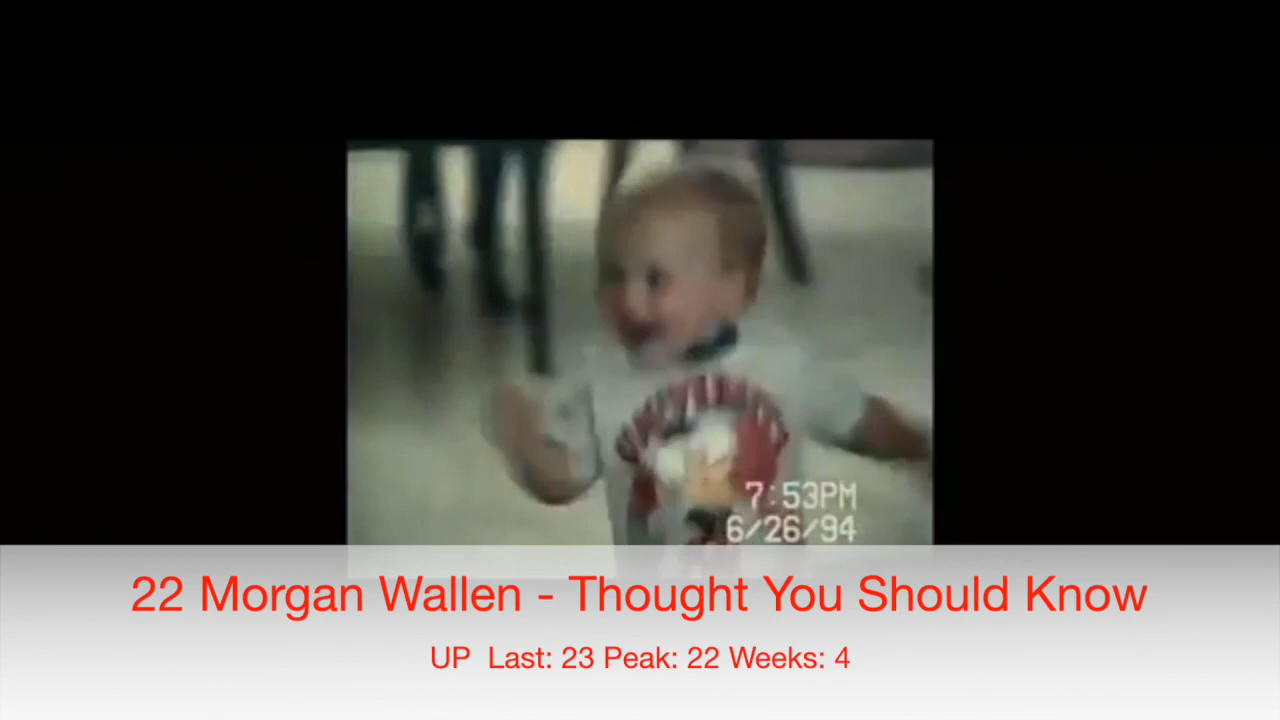 7:53PM
6/26/94
22 Morgan Wallen - Thought You Should Know
UP Last: 23 Peak: 22 Weeks: 4